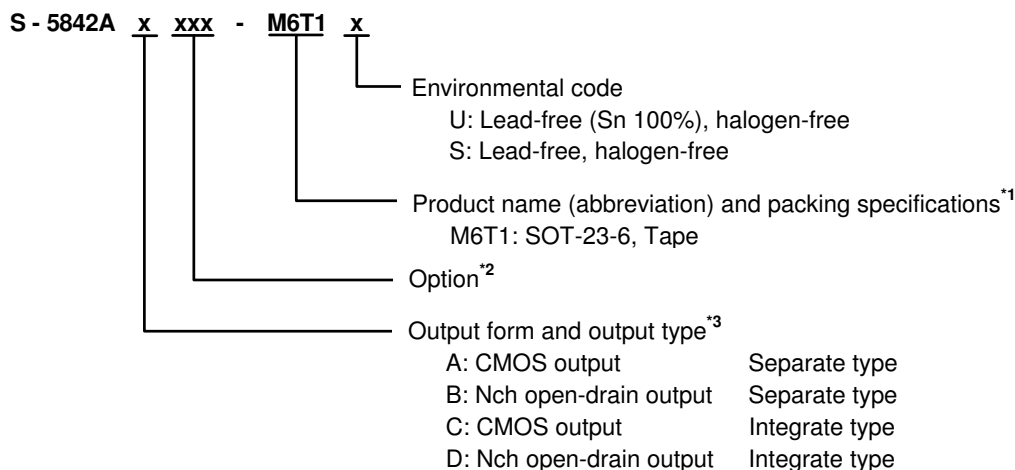 S - 5842A x xxx - M6T1 x
Environmental code
U: Lead-free (Sn 100%), halogen-free
S: Lead-free, halogen-free
Product name (abbreviation) and packing specifications*1
M6T1: SOT-23-6, Tape
Option*2
Output form and output type*3
A: CMOS output Separate type
B: Nch open-drain output Separate type
C: CMOS output Integrate type
D: Nch open-drain output Integrate type